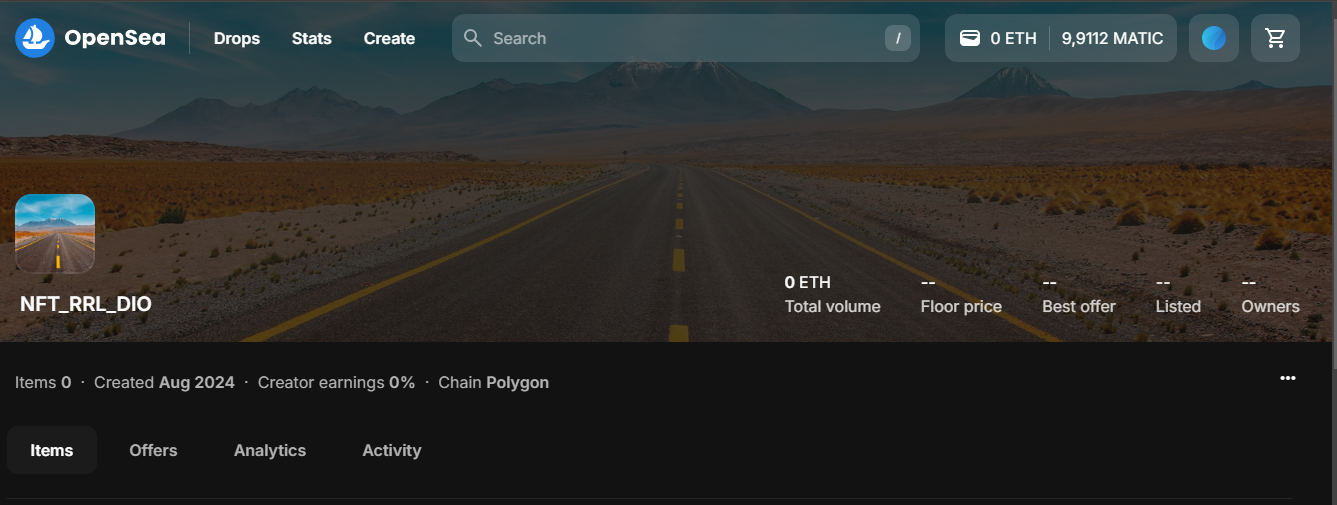 OpenSea Drops Stats Create Search / 0 ETH 9,9112 MATIC
NFT_RRL_DIO
0 ETH -- -- -- --
Total volume Floor price Best offer Listed Owners
Items 0 · Created Aug 2024 · Creator earnings 0% · Chain Polygon •••
Items Offers Analytics Activity